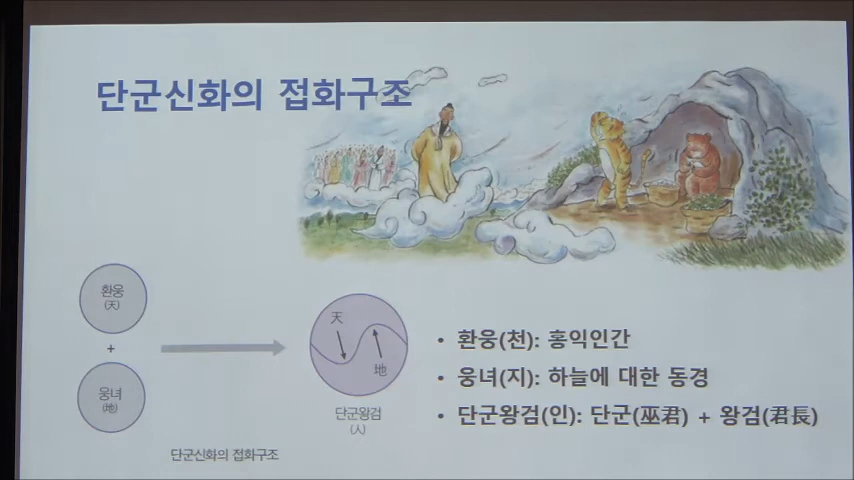 단군신화의 접화구조
환웅
(天)
+
웅녀
(地)
天
地
단군왕검
(人)
단군신화의 접화구조
• 환웅(천): 홍익인간
• 웅녀(지): 하늘에 대한 동경
• 단군왕검(인): 단군(巫君) + 왕검(君長)